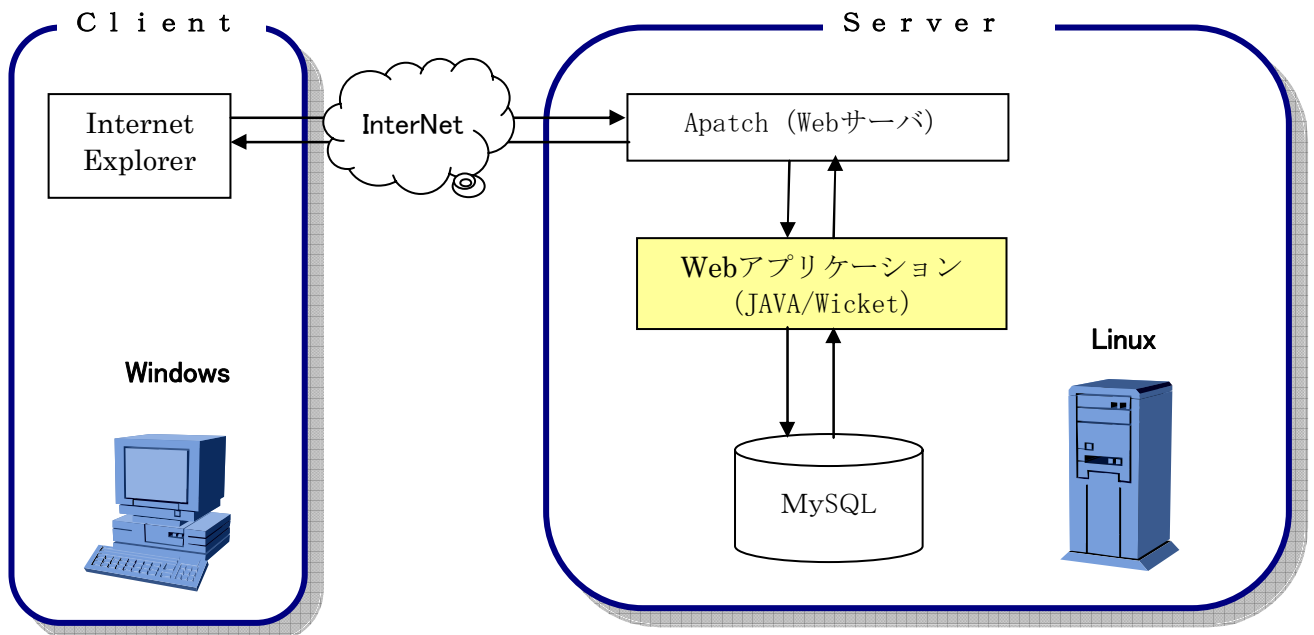 Ｃｌｉｅｎｔ
Ｓｅｒｖｅｒ
Internet
Explorer
InterNet
Apatch (Webサーバ)
Webアプリケーション
(JAVA/Wicket)
Windows
Linux
MySQL